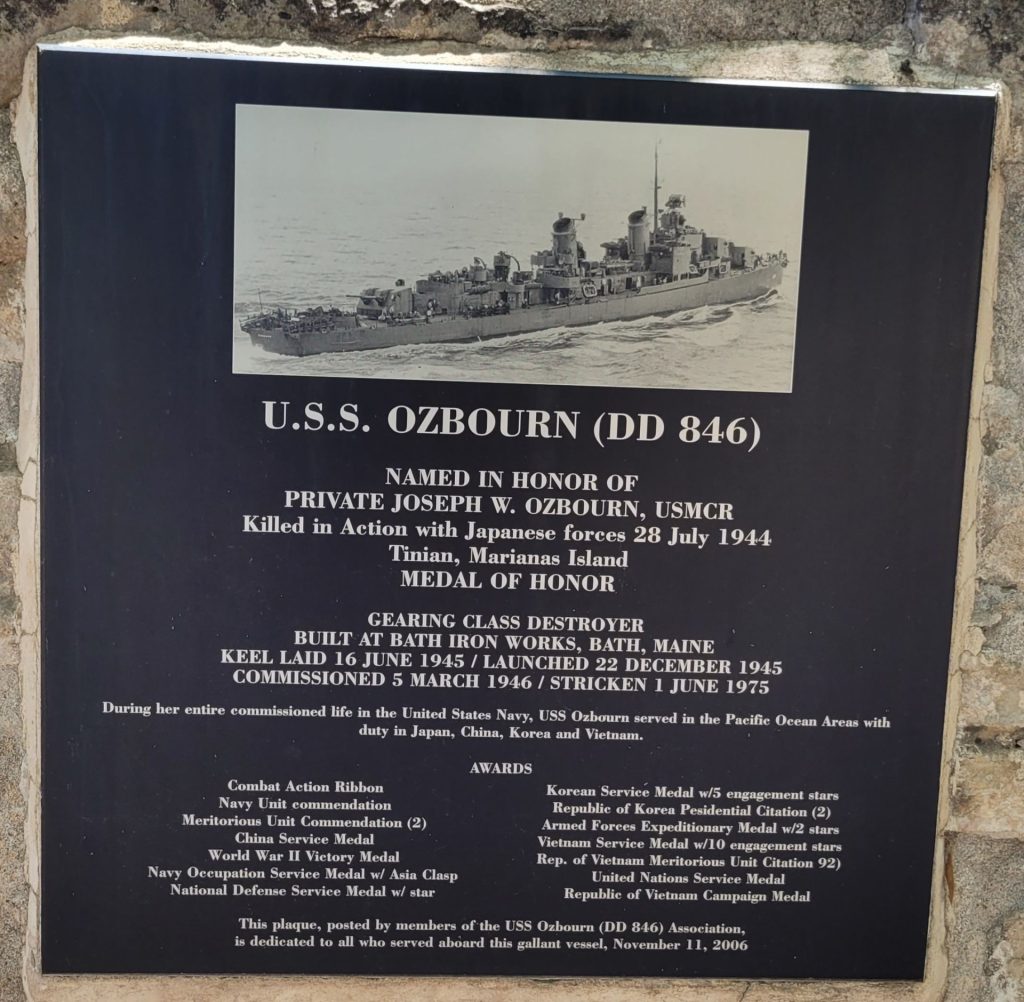 U.S.S. OZBOURN (DD 846)
NAMED IN HONOR OF
PRIVATE JOSEPH W. OZBOURN, USMCR
Killed in Action with Japanese forces 28 July 1944
Tinian, Marianas Island
MEDAL OF HONOR
GEARING CLASS DESTROYER
BUILT AT BATH IRON WORKS, BATH, MAINE
KEEL LAID 16 JUNE 1945 / LAUNCHED 22 DECEMBER 1945
COMMISSIONED 5 MARCH 1946 / STRICKEN 1 JUNE 1975
During her entire commissioned life in the United States Navy, USS Ozbourn served in the Pacific Ocean Areas with
duty in Japan, China, Korea and Vietnam.
AWARDS
Combat Action Ribbon
Navy Unit commendation
Meritorious Unit Commendation (2)
China Service Medal
World War II Victory Medal
Navy Occupation Service Medal w/ Asia Clasp
National Defense Service Medal w/ star
Korean Service Medal w/5 engagement stars
Republic of Korea Pesidential Citation (2)
Armed Forces Expeditionary Medal w/2 stars
Vietnam Service Medal w/10 engagement stars
Rep. of Vietnam Meritorious Unit Citation 92)
United Nations Service Medal
Republic of Vietnam Campaign Medal
This plaque, posted by members of the USS Ozbourn (DD 846) Association,
is dedicated to all who served aboard this gallant vessel, November 11, 2006